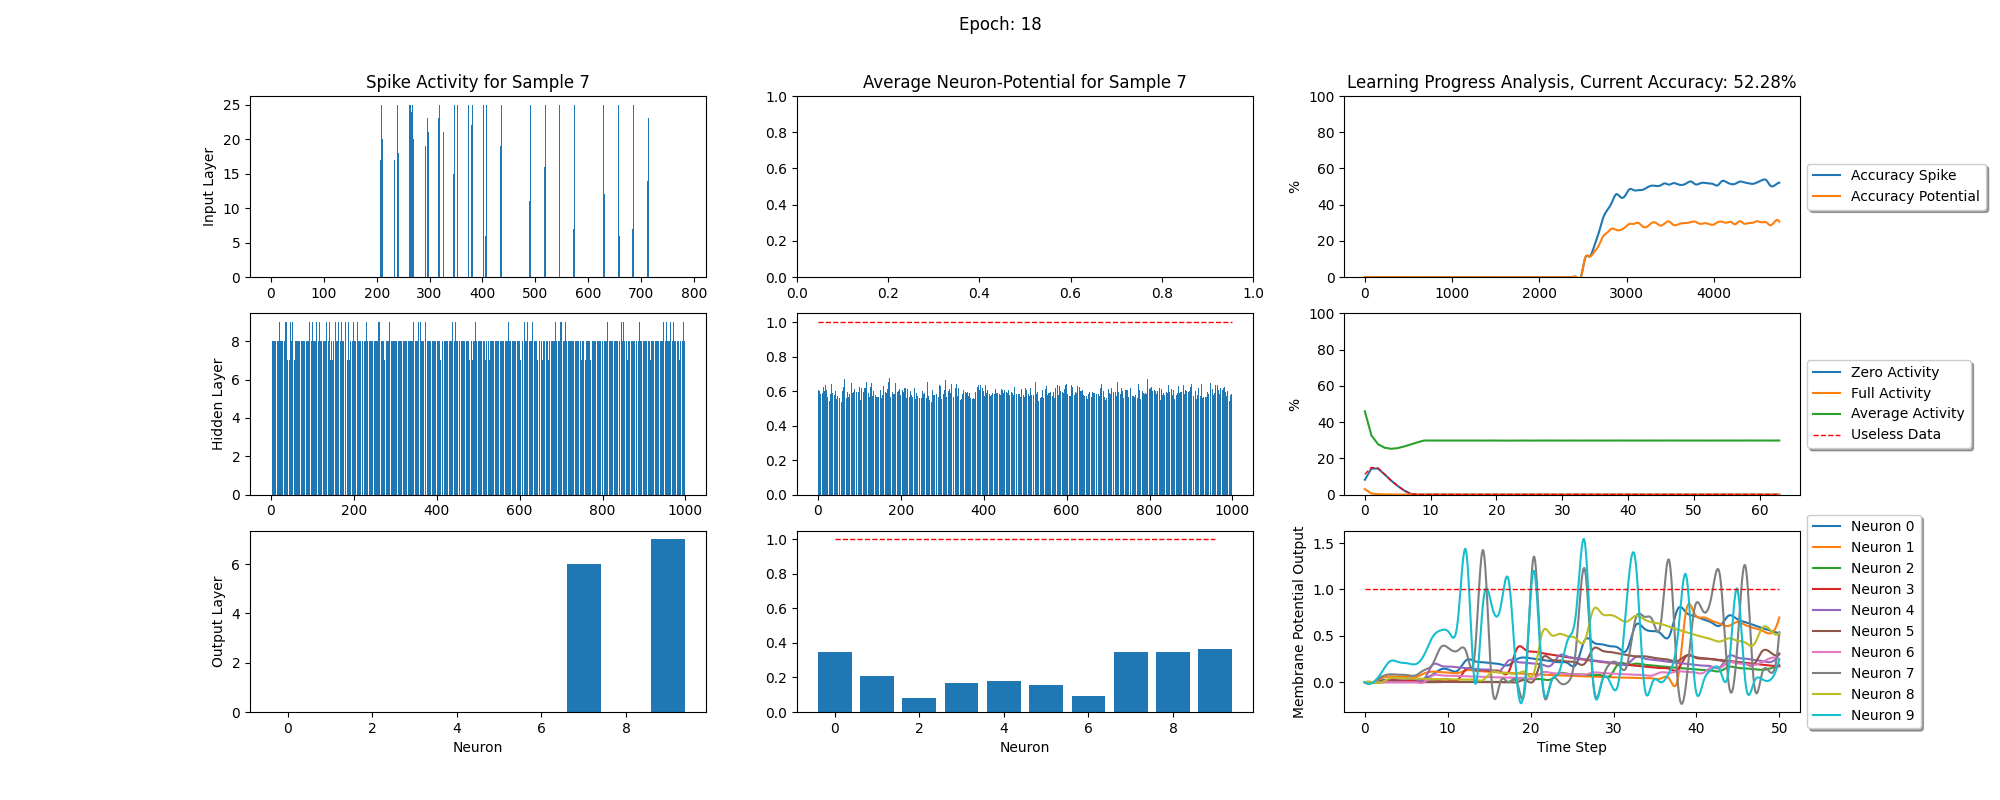 Epoch: 18
Spike Activity for Sample 7
Input Layer
25
20
15
10
5
0
0 100 200 300 400 500 600 700 800
Average Neuron-Potential for Sample 7
1.0
0.8
0.6
0.4
0.2
0.0
0.0 0.2 0.4 0.6 0.8 1.0
Learning Progress Analysis, Current Accuracy: 52.28%
%
100
80
60
40
20
0
0 1000 2000 3000 4000
Accuracy Spike
Accuracy Potential
Hidden Layer
8
6
4
2
0
0 200 400 600 800 1000
1.0
0.8
0.6
0.4
0.2
0.0
0 200 400 600 800 1000
%
100
80
60
40
20
0
0 10 20 30 40 50 60
Zero Activity
Full Activity
Average Activity
Useless Data
Output Layer
6
4
2
0
0 2 4 6 8
Neuron
1.0
0.8
0.6
0.4
0.2
0.0
0 2 4 6 8
Neuron
Membrane Potential Output
1.5
1.0
0.5
0.0
0 10 20 30 40 50
Time Step
Neuron 0
Neuron 1
Neuron 2
Neuron 3
Neuron 4
Neuron 5
Neuron 6
Neuron 7
Neuron 8
Neuron 9